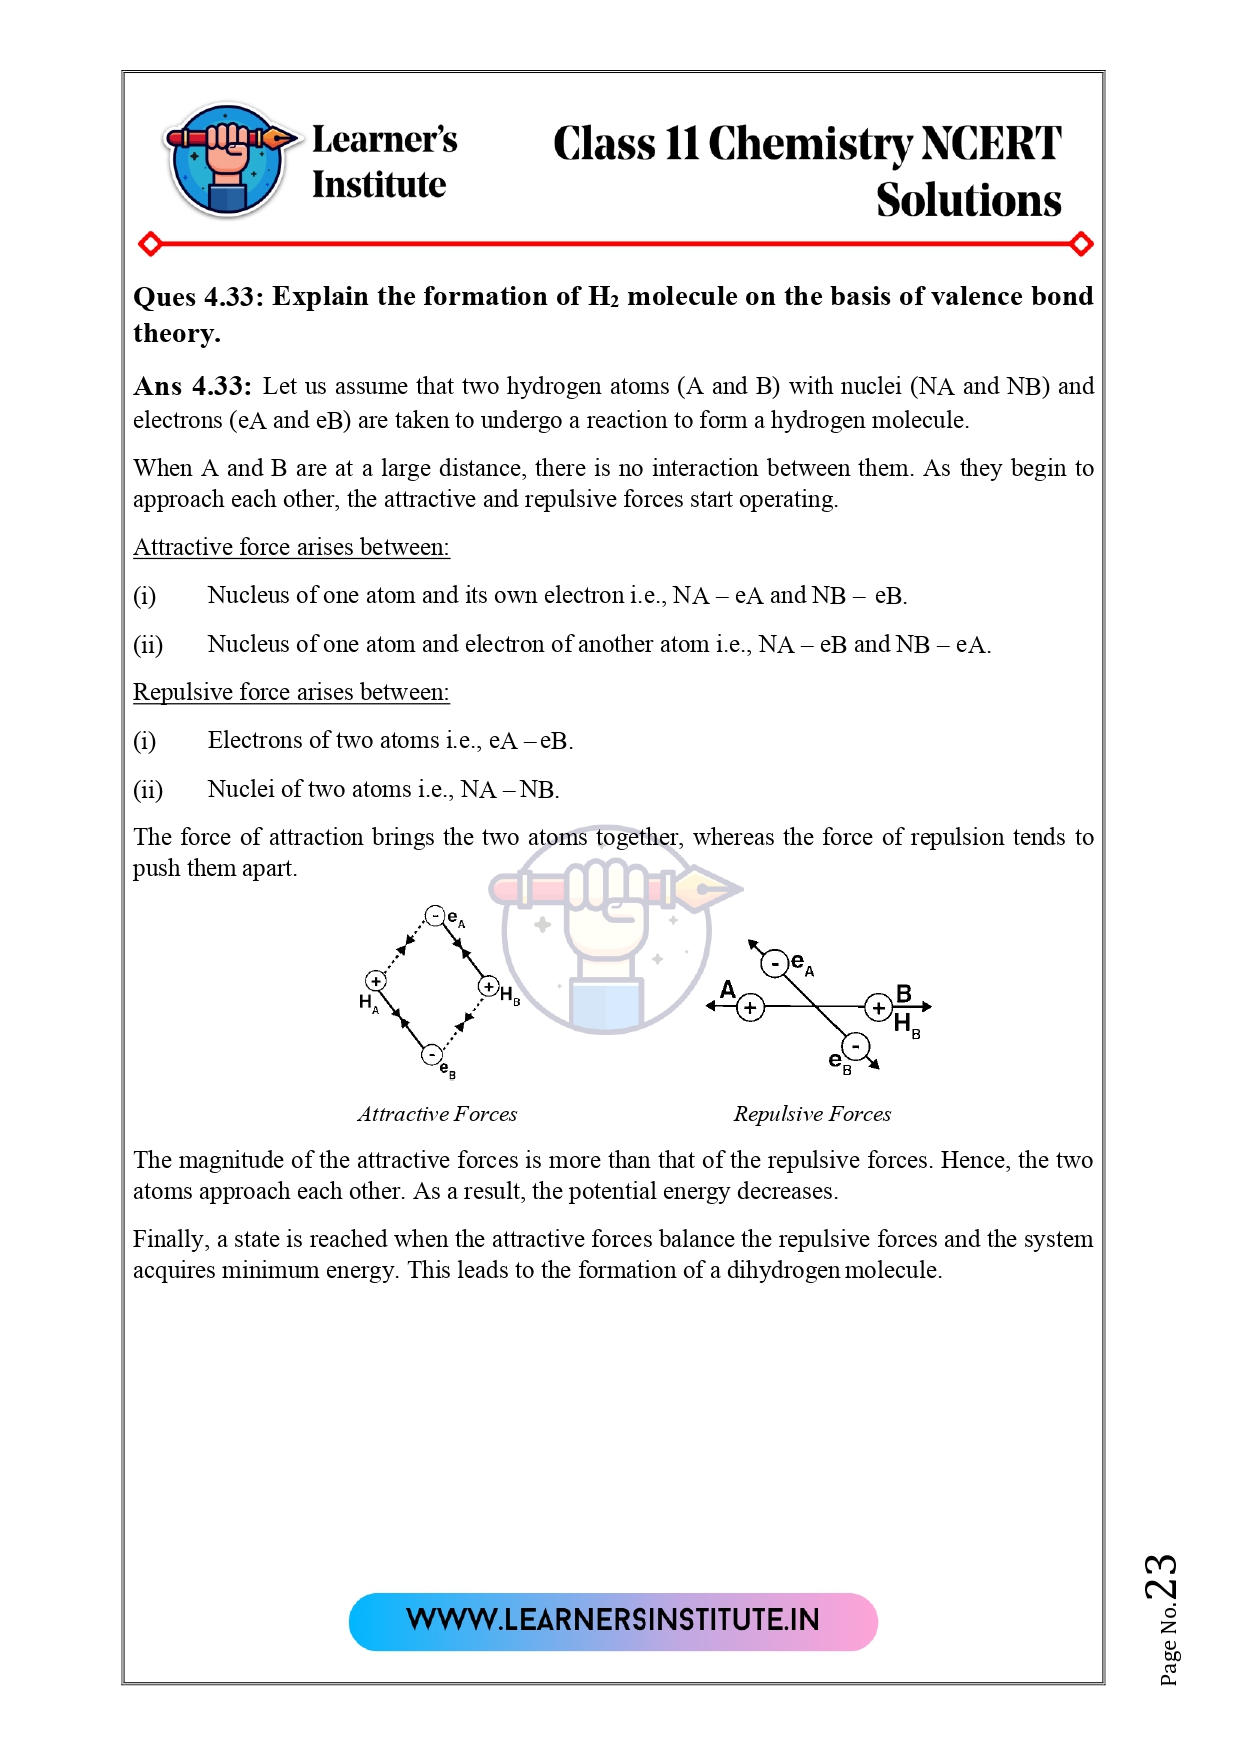 Learner's
Institute
Class 11 Chemistry NCERT
Solutions
Ques 4.33: Explain the formation of H₂ molecule on the basis of valence bond
theory.
Ans 4.33: Let us assume that two hydrogen atoms (A and B) with nuclei (NA and NB) and
electrons (eA and eB) are taken to undergo a reaction to form a hydrogen molecule.
When A and B are at a large distance, there is no interaction between them. As they begin to
approach each other, the attractive and repulsive forces start operating.
Attractive force arises between:
(i) Nucleus of one atom and its own electron i.e., NA – eA and NB – eB.
(ii) Nucleus of one atom and electron of another atom i.e., NA – eB and NB – eA.
Repulsive force arises between:
(i) Electrons of two atoms i.e., eA – eB.
(ii) Nuclei of two atoms i.e., NA – NB.
The force of attraction brings the two atoms together, whereas the force of repulsion tends to
push them apart.
- eA
+ HA
+ HB
- eB
- eA
A +
+ B
HB
- eB
Attractive Forces
Repulsive Forces
The magnitude of the attractive forces is more than that of the repulsive forces. Hence, the two
atoms approach each other. As a result, the potential energy decreases.
Finally, a state is reached when the attractive forces balance the repulsive forces and the system
acquires minimum energy. This leads to the formation of a dihydrogen molecule.
WWW.LEARNERSINSTITUTE.IN
Page No.23